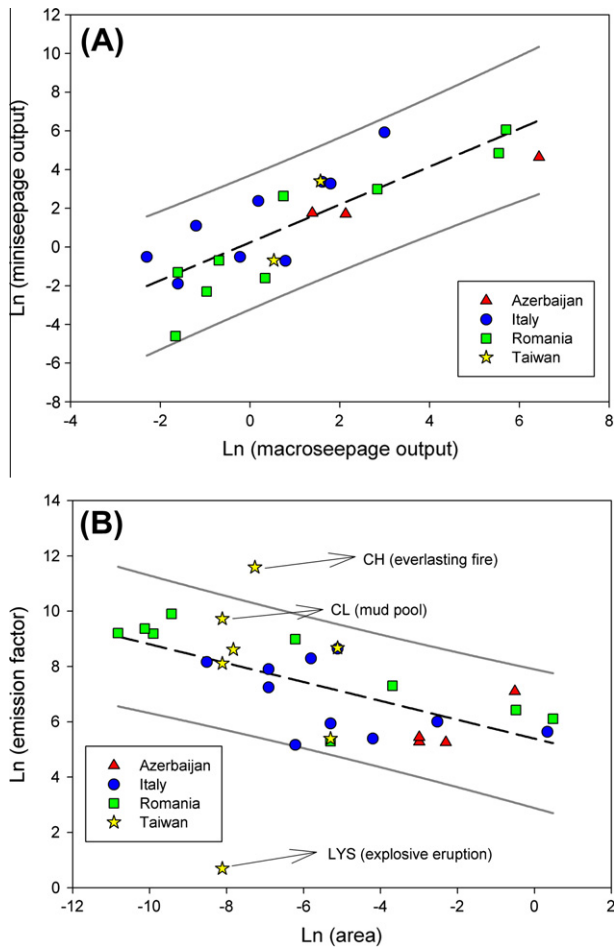 (A)
12
10
8
6
4
2
0
-2
-4
-6
-8
Ln (miniseepage output)
Azerbaijan
Italy
Romania
Taiwan
-4 -2 0 2 4 6 8
Ln (macroseepage output)
(B)
14
12
10
8
6
4
2
0
Ln (emission factor)
CH (everlasting fire)
CL (mud pool)
Azerbaijan
Italy
Romania
Taiwan
LYS (explosive eruption)
-12 -10 -8 -6 -4 -2 0 2
Ln (area)